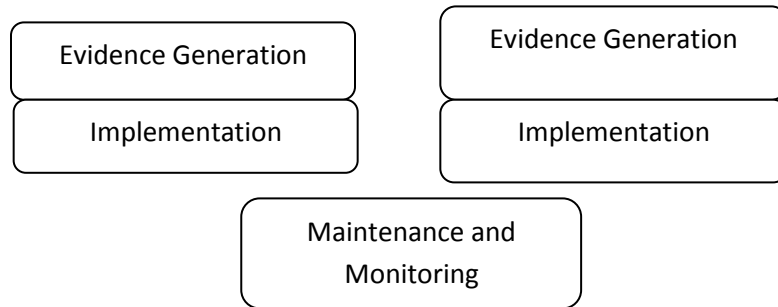 Evidence Generation
Evidence Generation
Implementation
Implementation
Maintenance and
Monitoring